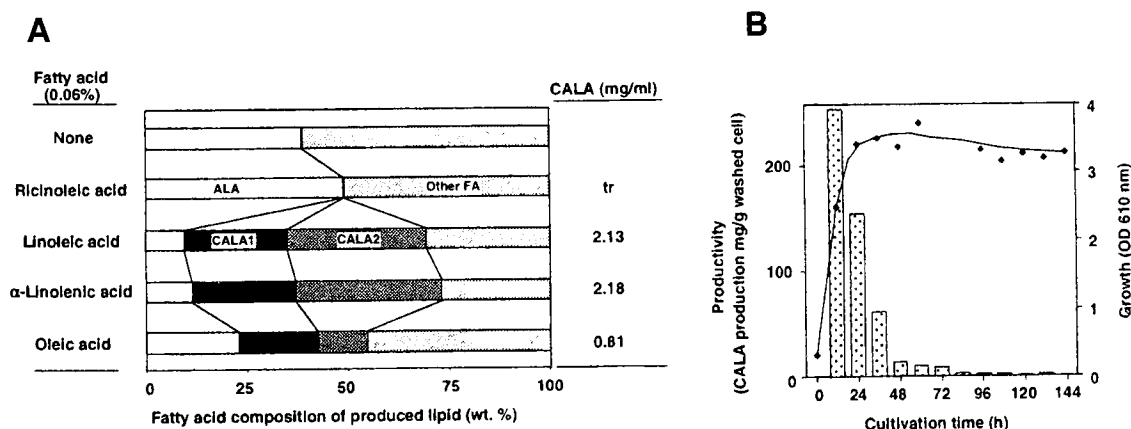 A
Fatty acid
(0.06%)
CALA (mg/ml)
None
Ricinoleic acid
ALA
Other FA
tr
Linoleic acid
CALA1
CALA2
2.13
α-Linolenic acid
2.18
Oleic acid
0.81
0 25 50 75 100
Fatty acid composition of produced lipid (wt. %)
B
Productivity
(CALA production mg/g washed cell)
200
100
0
4
3
2
1
0
Growth (OD 610 nm)
0 24 48 72 96 120 144
Cultivation time (h)